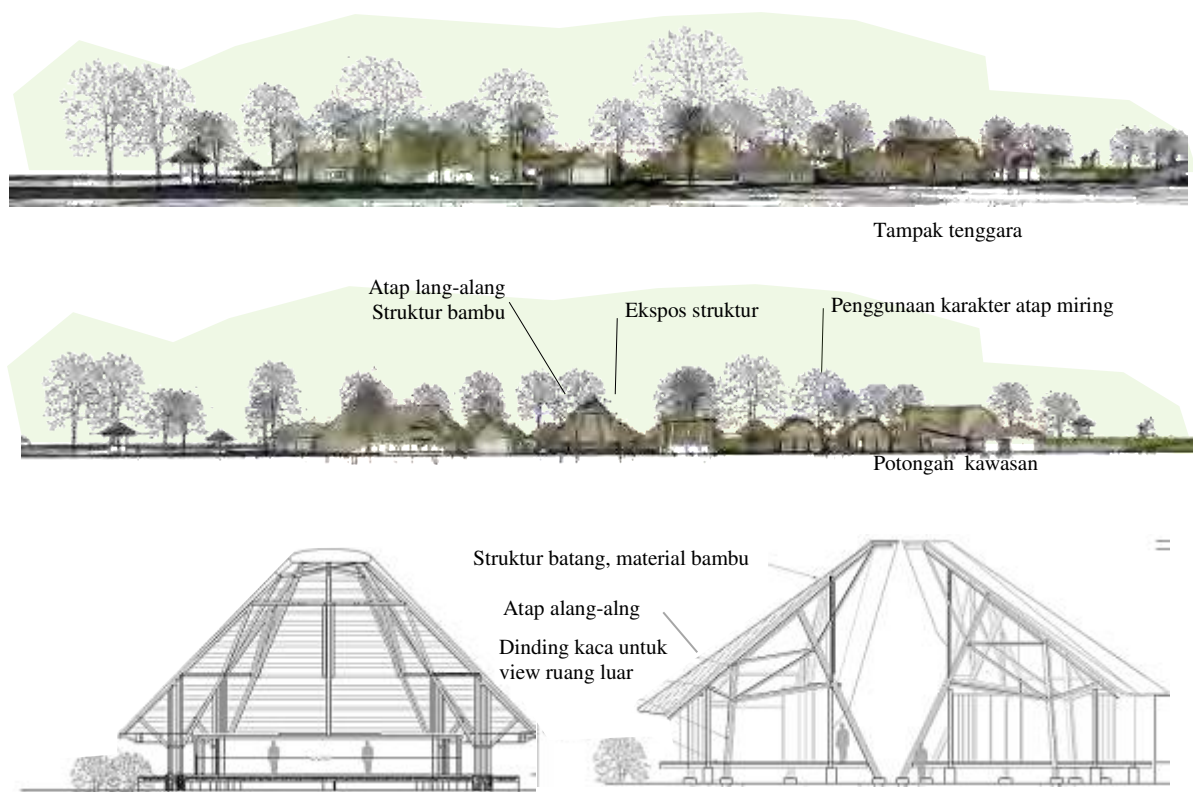 Tampak tenggara
Atap lang-alang
Struktur bambu
Ekspos struktur
Penggunaan karakter atap miring
Potongan kawasan
Struktur batang, material bambu
Atap alang-alng
Dinding kaca untuk
view ruang luar